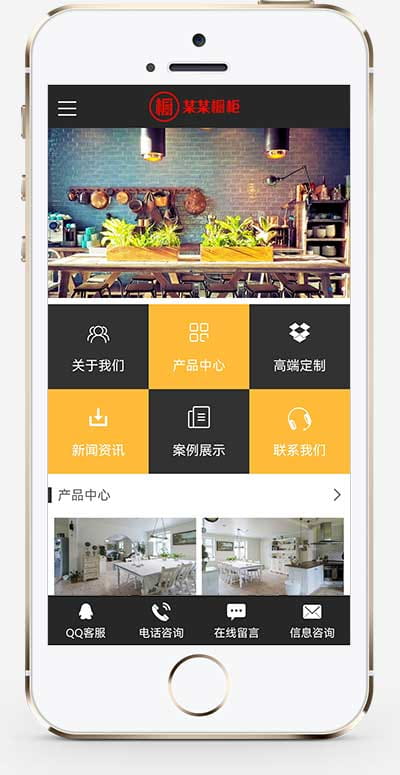 橱 某某橱柜
关于我们 产品中心 高端定制
新闻资讯 案例展示 联系我们
产品中心
QQ客服 电话咨询 在线留言 信息咨询